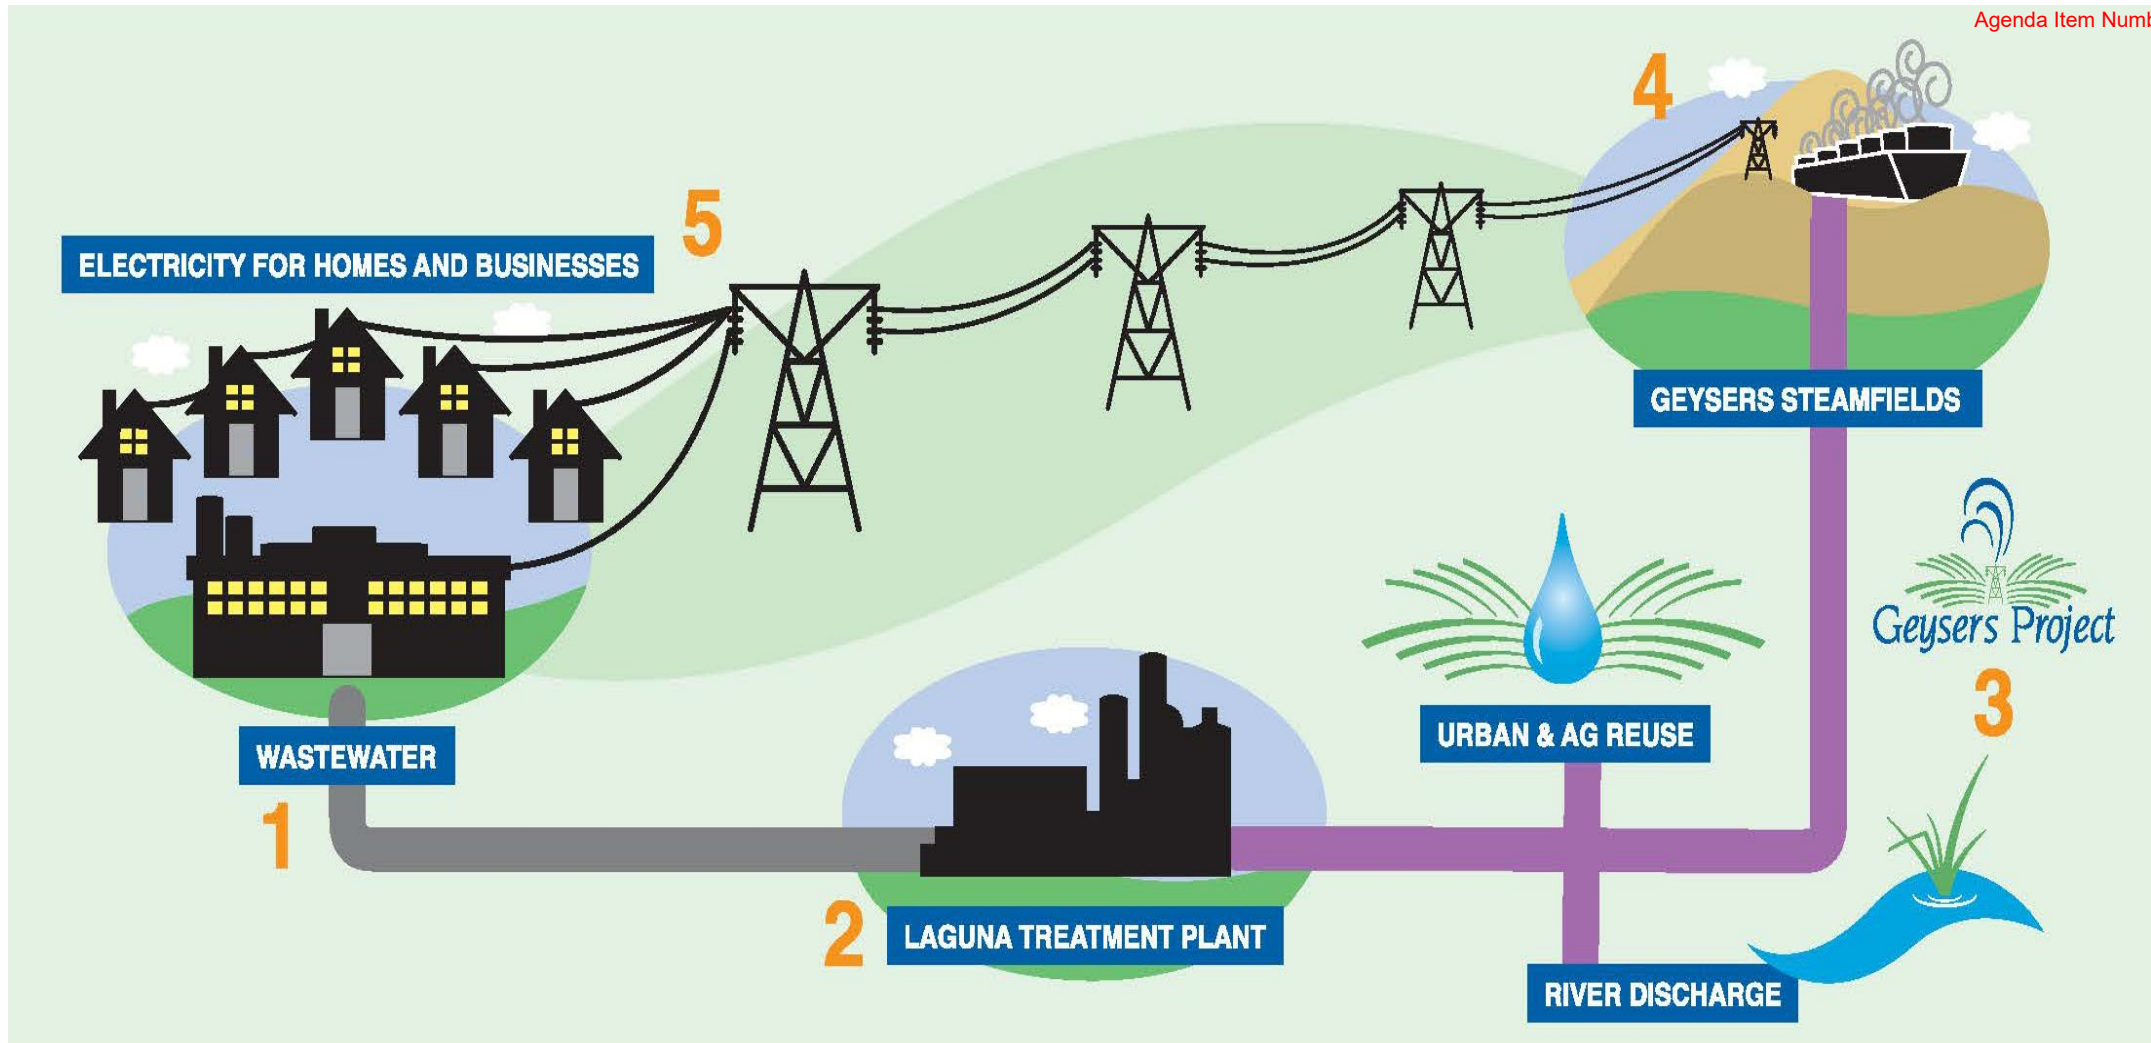 Agenda Item Numb
4
5
ELECTRICITY FOR HOMES AND BUSINESSES
GEYSERS STEAMFIELDS
Geysers Project
3
URBAN & AG REUSE
WASTEWATER
1
2
LAGUNA TREATMENT PLANT
RIVER DISCHARGE